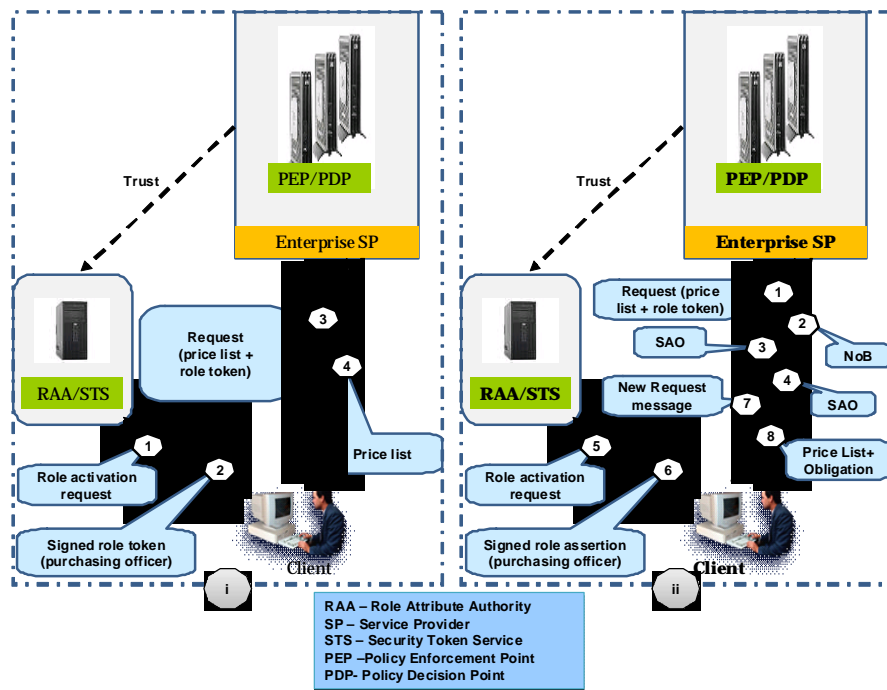 PEP/PDP
Trust
Enterprise SP
RAA/STS
Request
(price list +
role token)
3
4
Price list
1
Role activation
request
2
Signed role token
(purchasing officer)
Client
i
PEP/PDP
Trust
Enterprise SP
RAA/STS
Request (price
list + role token)
1
2
NoB
SAO
3
4
SAO
New Request
message
7
8
Price List+
Obligation
5
Role activation
request
6
Signed role assertion
(purchasing officer)
Client
ii
RAA – Role Attribute Authority
SP – Service Provider
STS – Security Token Service
PEP –Policy Enforcement Point
PDP- Policy Decision Point